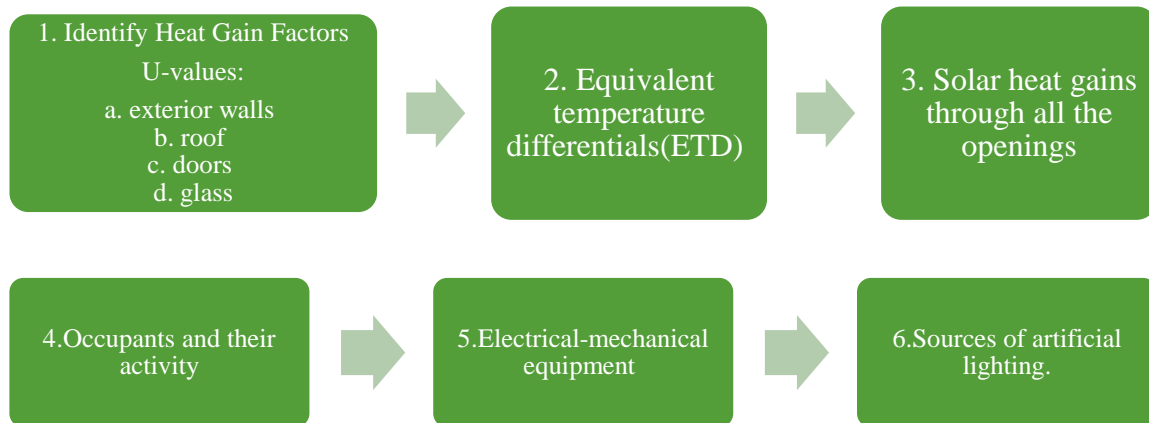 1. Identify Heat Gain Factors
U-values:
a. exterior walls
b. roof
c. doors
d. glass
2. Equivalent
temperature
differentials(ETD)
3. Solar heat gains
through all the
openings
4.Occupants and their
activity
5.Electrical-mechanical
equipment
6.Sources of artificial
lighting.